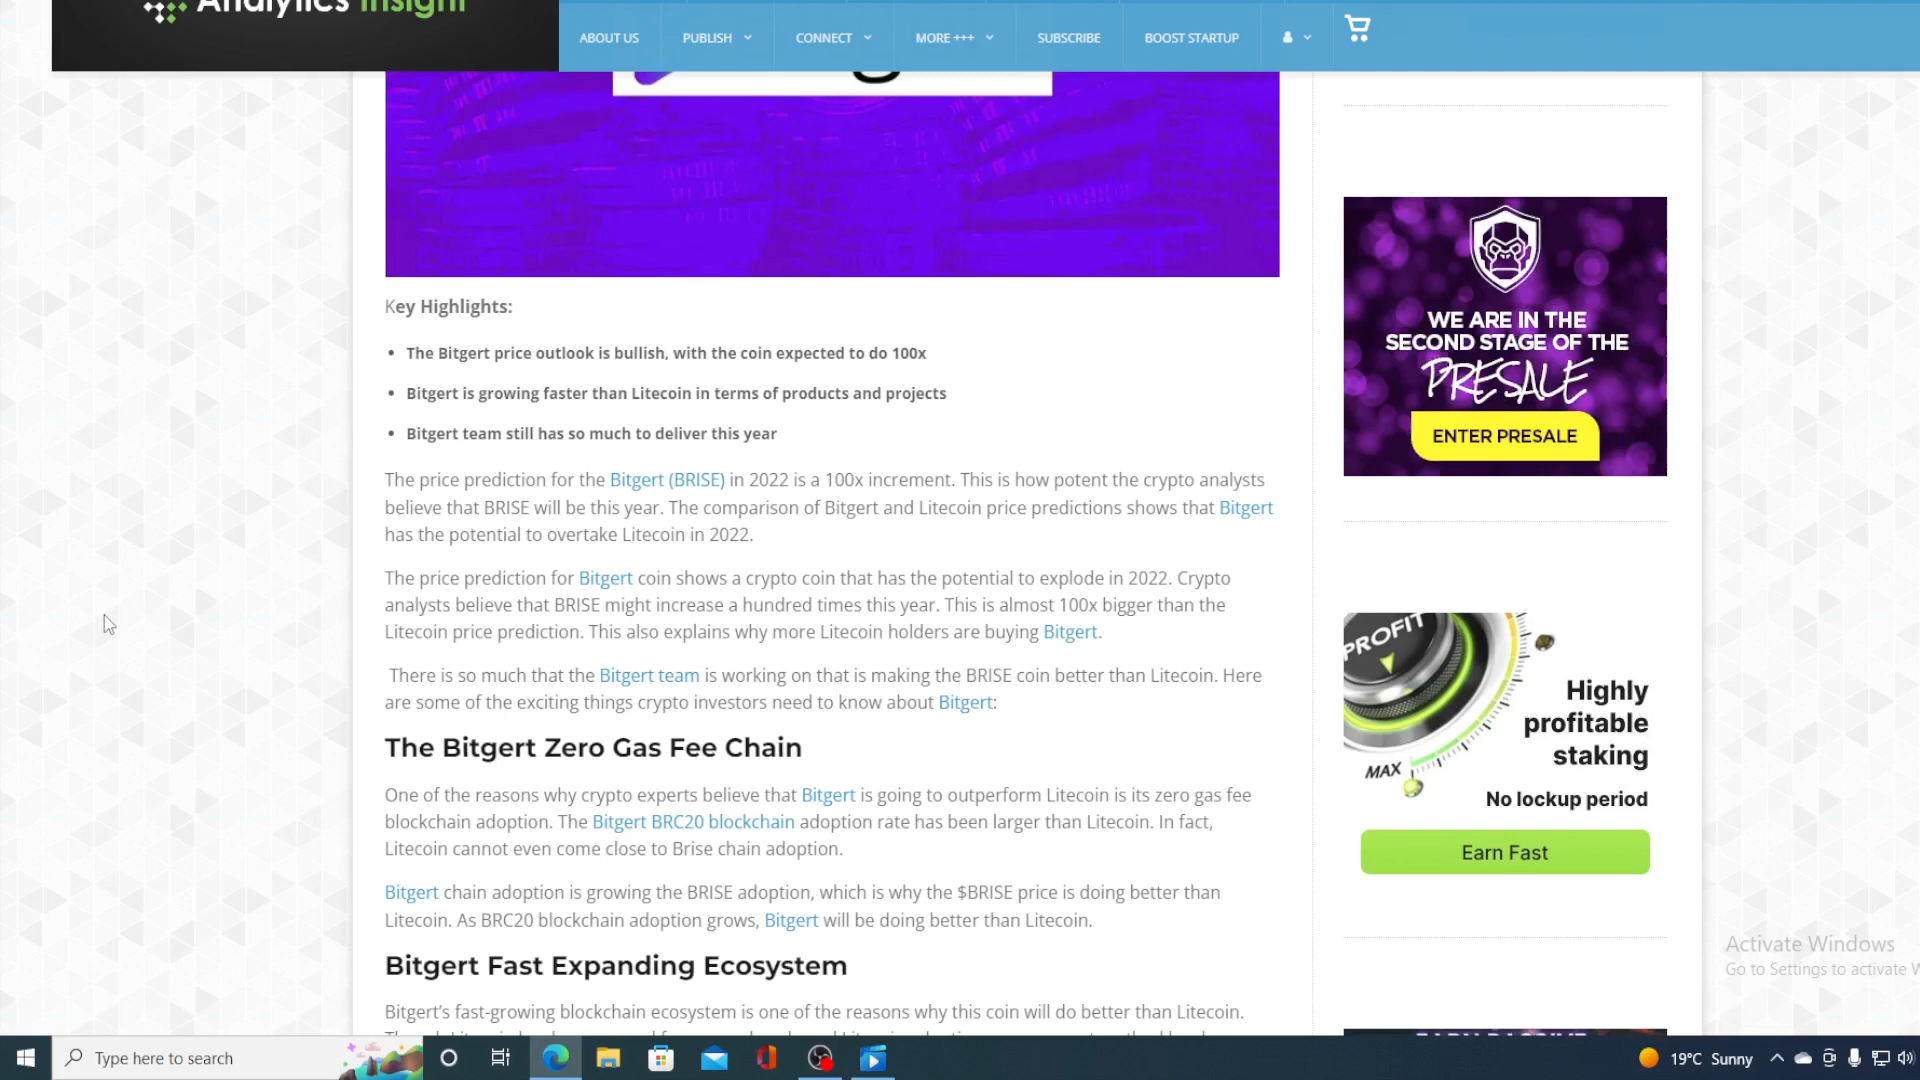 Analytics Insight
ABOUT US
PUBLISH
CONNECT
MORE +++
SUBSCRIBE
BOOST STARTUP
Key Highlights:
• The Bitgert price outlook is bullish, with the coin expected to do 100x
• Bitgert is growing faster than Litecoin in terms of products and projects
• Bitgert team still has so much to deliver this year
The price prediction for the Bitgert (BRISE) in 2022 is a 100x increment. This is how potent the crypto analysts
believe that BRISE will be this year. The comparison of Bitgert and Litecoin price predictions shows that Bitgert
has the potential to overtake Litecoin in 2022.
The price prediction for Bitgert coin shows a crypto coin that has the potential to explode in 2022. Crypto
analysts believe that BRISE might increase a hundred times this year. This is almost 100x bigger than the
Litecoin price prediction. This also explains why more Litecoin holders are buying Bitgert.
There is so much that the Bitgert team is working on that is making the BRISE coin better than Litecoin. Here
are some of the exciting things crypto investors need to know about Bitgert:
The Bitgert Zero Gas Fee Chain
One of the reasons why crypto experts believe that Bitgert is going to outperform Litecoin is its zero gas fee
blockchain adoption. The Bitgert BRC20 blockchain adoption rate has been larger than Litecoin. In fact,
Litecoin cannot even come close to Brise chain adoption.
Bitgert chain adoption is growing the BRISE adoption, which is why the $BRISE price is doing better than
Litecoin. As BRC20 blockchain adoption grows, Bitgert will be doing better than Litecoin.
Bitgert Fast Expanding Ecosystem
Bitgert's fast-growing blockchain ecosystem is one of the reasons why this coin will do better than Litecoin.
WE ARE IN THE
SECOND STAGE OF THE
PRESALE
ENTER PRESALE
PROFIT
MAX
Highly
profitable
staking
No lockup period
Earn Fast
Activate Windows
Go to Settings to activate W
Type here to search
19°C Sunny